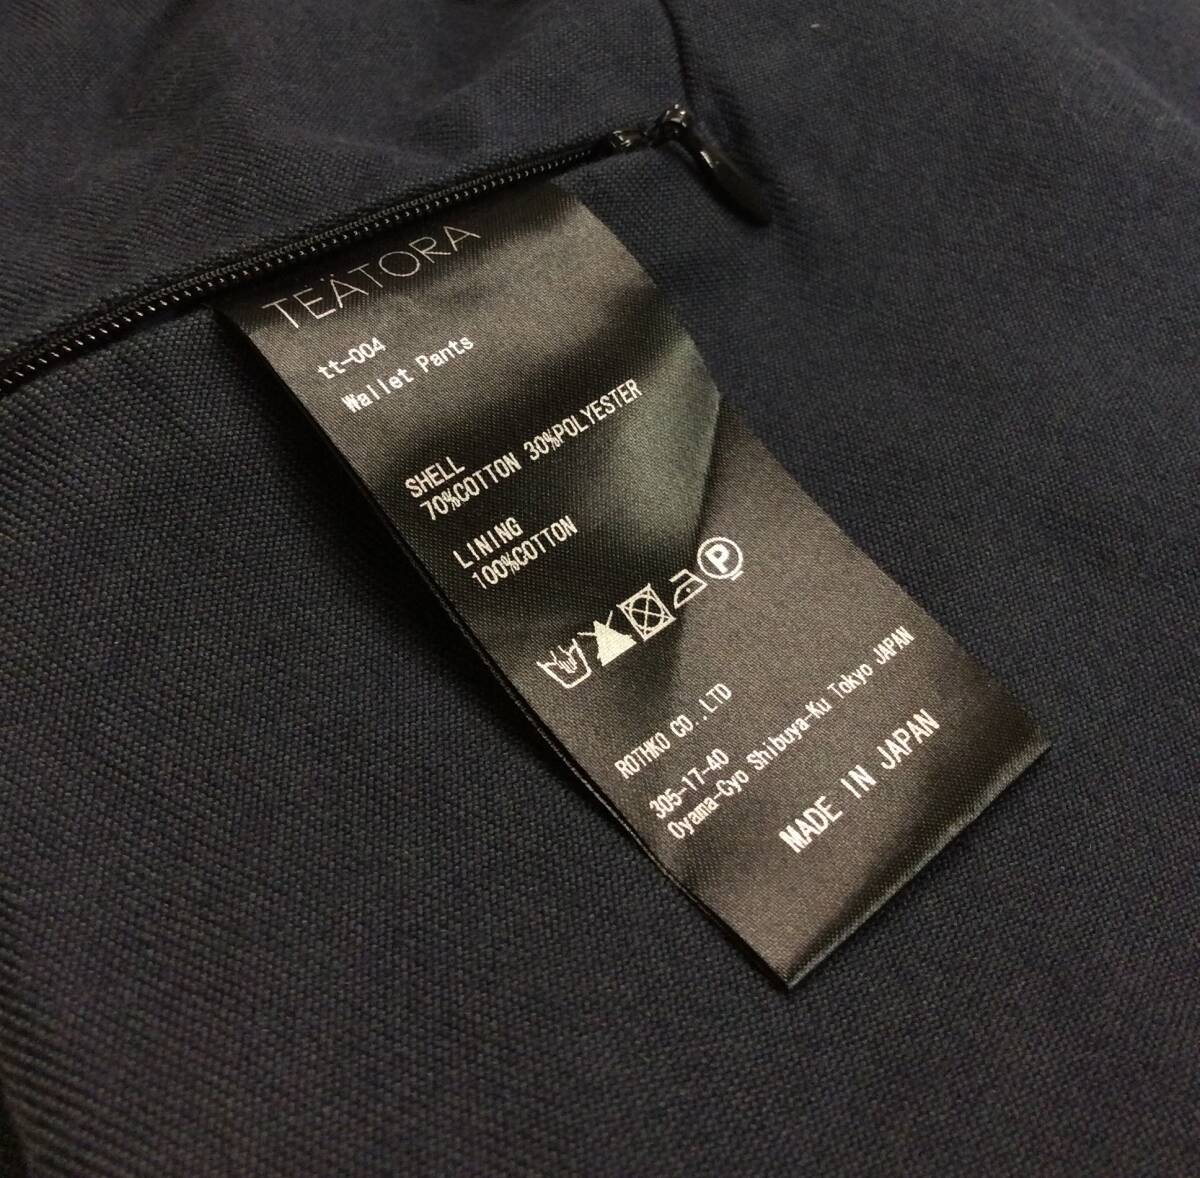 TEÄTORA
tt-004
Wallet Pants
SHELL
70%COTTON 30%POLYESTER
LINING
100%COTTON
P
ROTHKO CO.,LTD
305-17-40
Oyama-Cyo Shibuya-Ku Tokyo JAPAN
MADE IN JAPAN